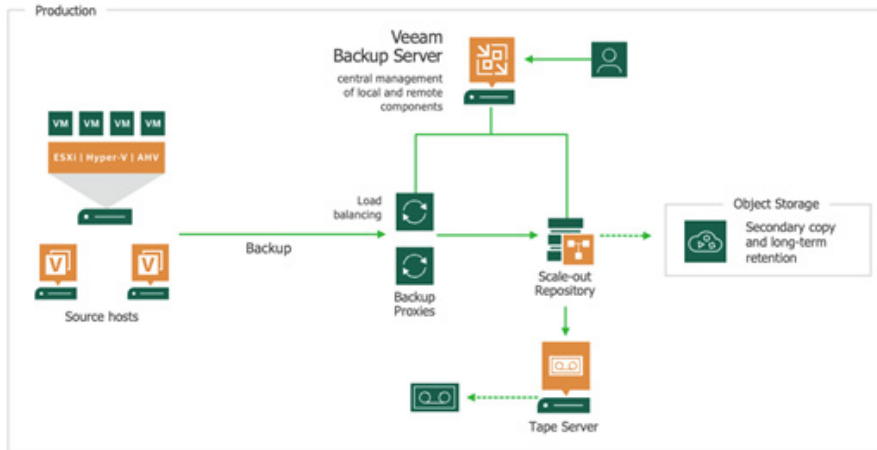 Production
Veeam
Backup Server
central management
of local and remote
components
VM VM VM VM
ESXi | Hyper-V | AHV
Load
balancing
Backup
V V
Source hosts
Backup
Proxies
Scale-out
Repository
Object Storage
Secondary copy
and long-term
retention
Tape Server